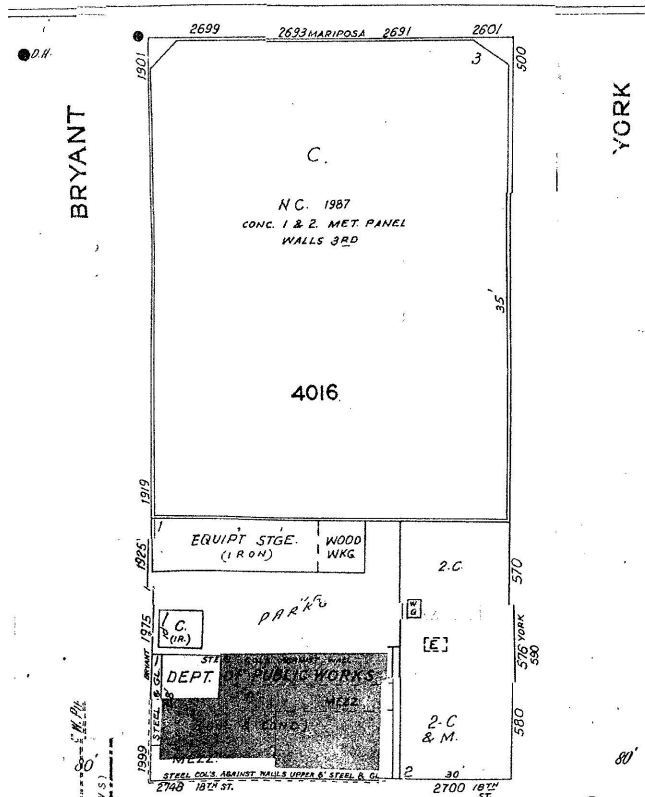 2699 2693 MARIPOSA 2691 2601
D.H.
1901
3
500
BRYANT
YORK
C.
N C. 1987
CONC. 1 & 2. MET. PANEL
WALLS 3RD
35'
4016
1919
1
EQUIPT STGE.
(IRON)
WOOD
WKG
1925
2.C.
570
PARK'G
1975
C.
(IR.)
[E]
576 YORK
590
BRYANT
DEPT. OF PUBLIC WORKS
MEZZ
STEEL & GL
2-C
& M.
580
1999
MEZZ.
STEEL COL'S. AGAINST WALLS UPPER 6' STEEL & GL
2
30'
80'
80'
2748 18TH ST.
2700 18TH
ST.